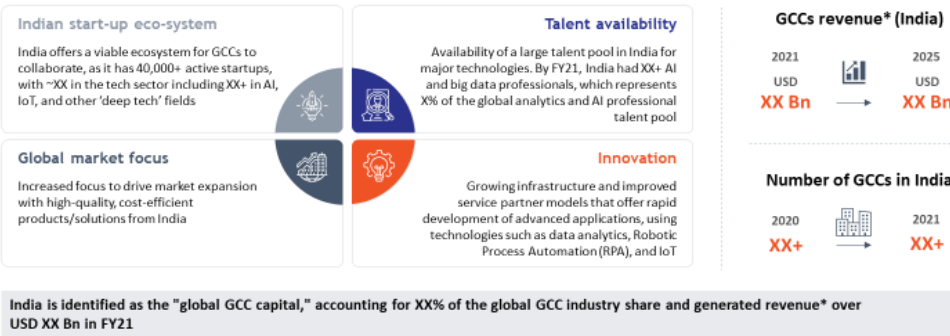 Indian start-up eco-system
India offers a viable ecosystem for GCCs to
collaborate, as it has 40,000+ active startups,
with ~XX in the tech sector including XX+ in AI,
IoT, and other 'deep tech' fields
Talent availability
Availability of a large talent pool in India for
major technologies. By FY21, India had XX+ AI
and big data professionals, which represents
X% of the global analytics and AI professional
talent pool
Global market focus
Increased focus to drive market expansion
with high-quality, cost-efficient
products/solutions from India
Innovation
Growing infrastructure and improved
service partner models that offer rapid
development of advanced applications, using
technologies such as data analytics, Robotic
Process Automation (RPA), and IoT
GCCs revenue* (India)
2021 2025
USD USD
XX Bn XX Bn
Number of GCCs in India
2020 2021
XX+ XX+
India is identified as the "global GCC capital," accounting for XX% of the global GCC industry share and generated revenue* over
USD XX Bn in FY21